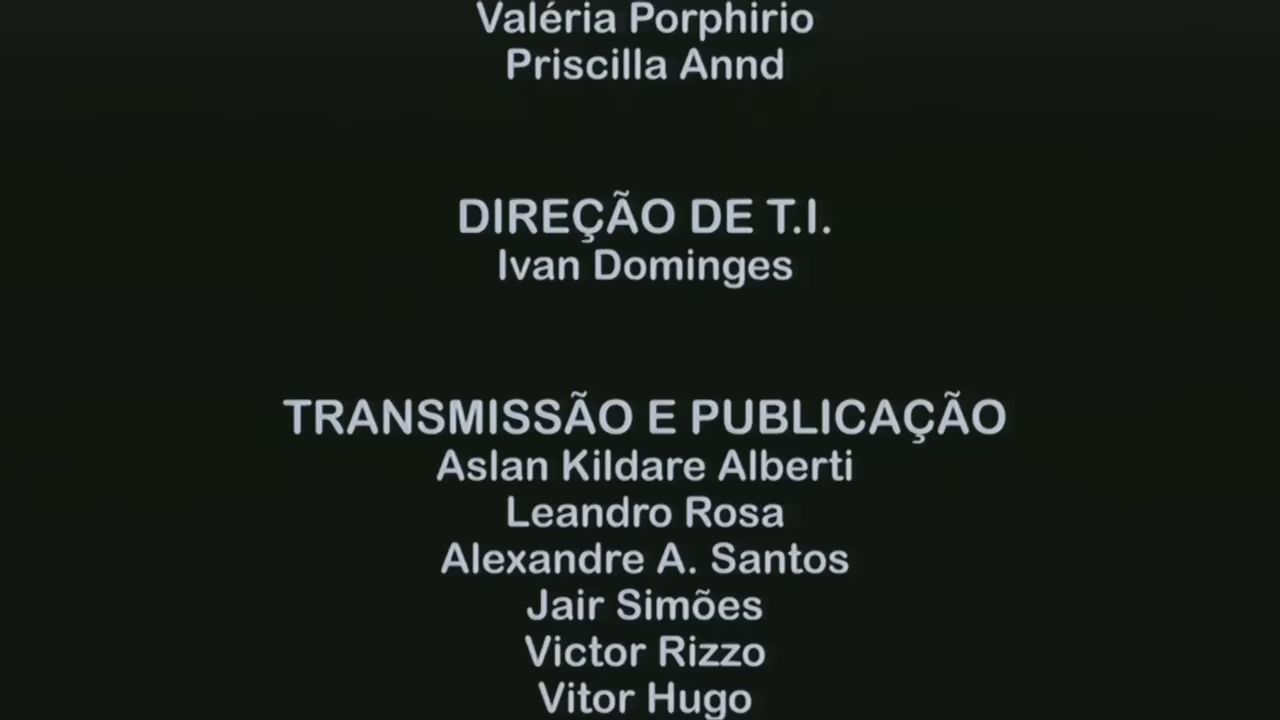 Valéria Porphirio
Priscilla Annd
DIREÇÃO DE T.I.
Ivan Dominges
TRANSMISSÃO E PUBLICAÇÃO
Aslan Kildare Alberti
Leandro Rosa
Alexandre A. Santos
Jair Simões
Victor Rizzo
Vitor Hugo